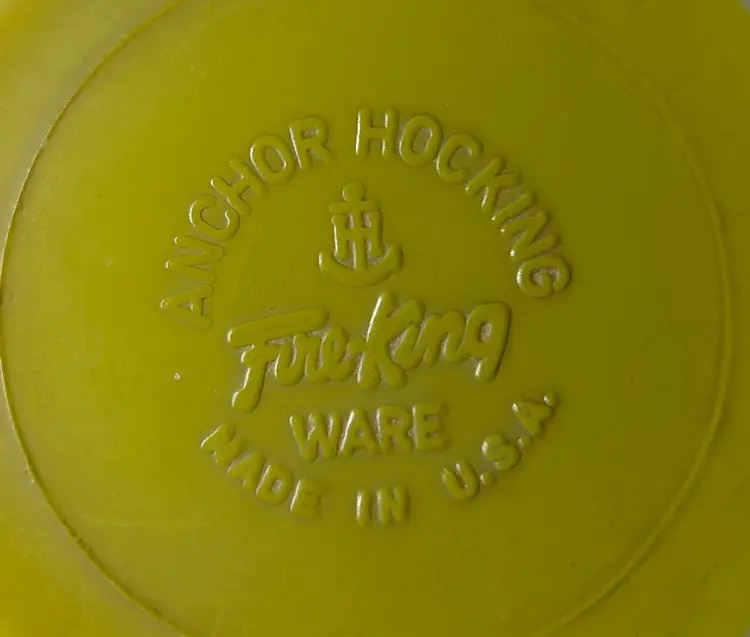 ANCHOR HOCKING
H
Fire-King
WARE
MADE IN U.S.A.